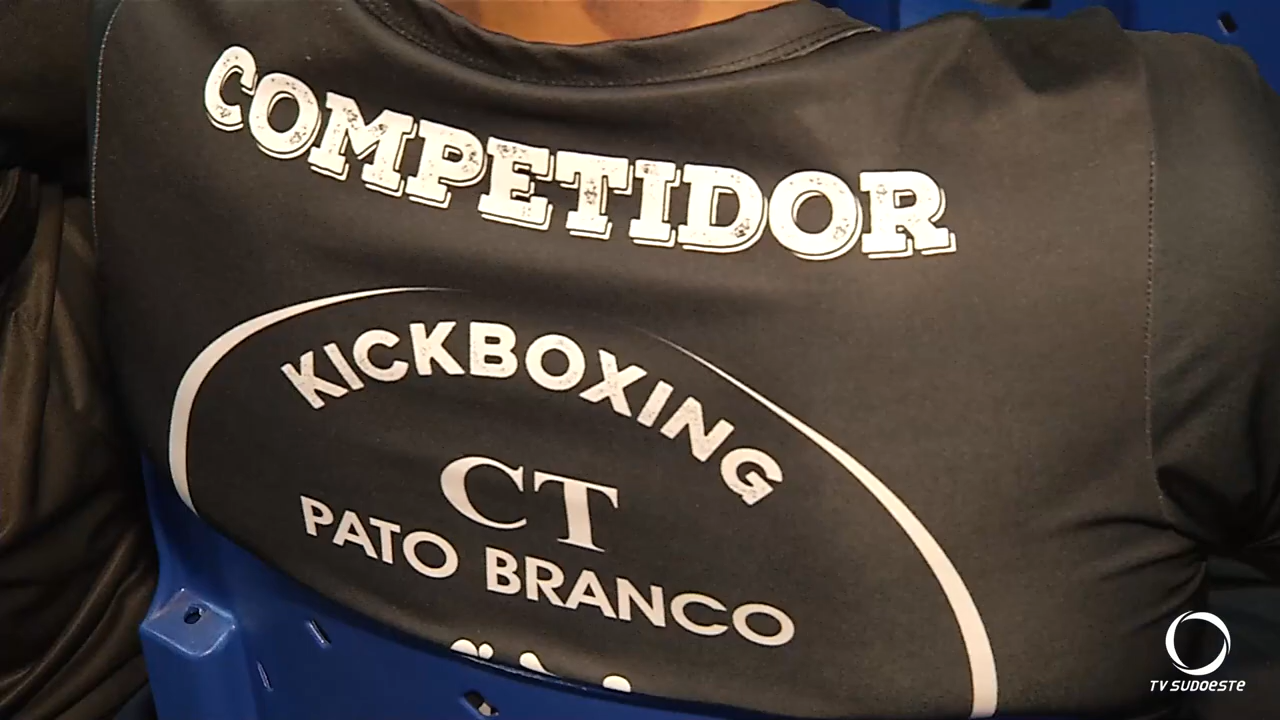 COMPETIDOR
KICKBOXING
CT
PATO BRANCO
TV SUDOESTE